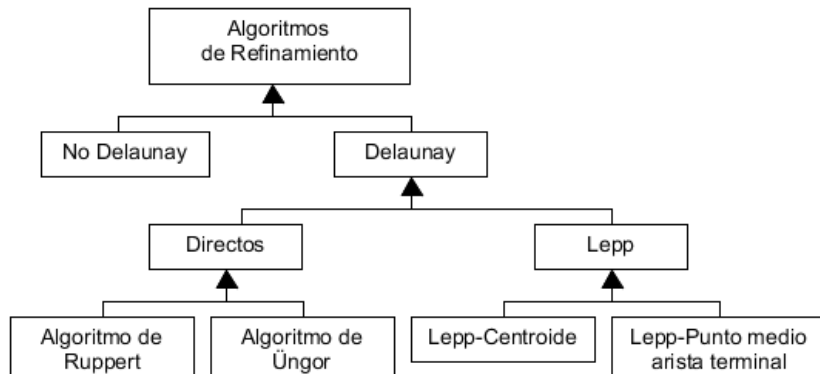 Algoritmos
de Refinamiento
No Delaunay
Delaunay
Directos
Lepp
Algoritmo de
Ruppert
Algoritmo de
Üngor
Lepp-Centroide
Lepp-Punto medio
arista terminal